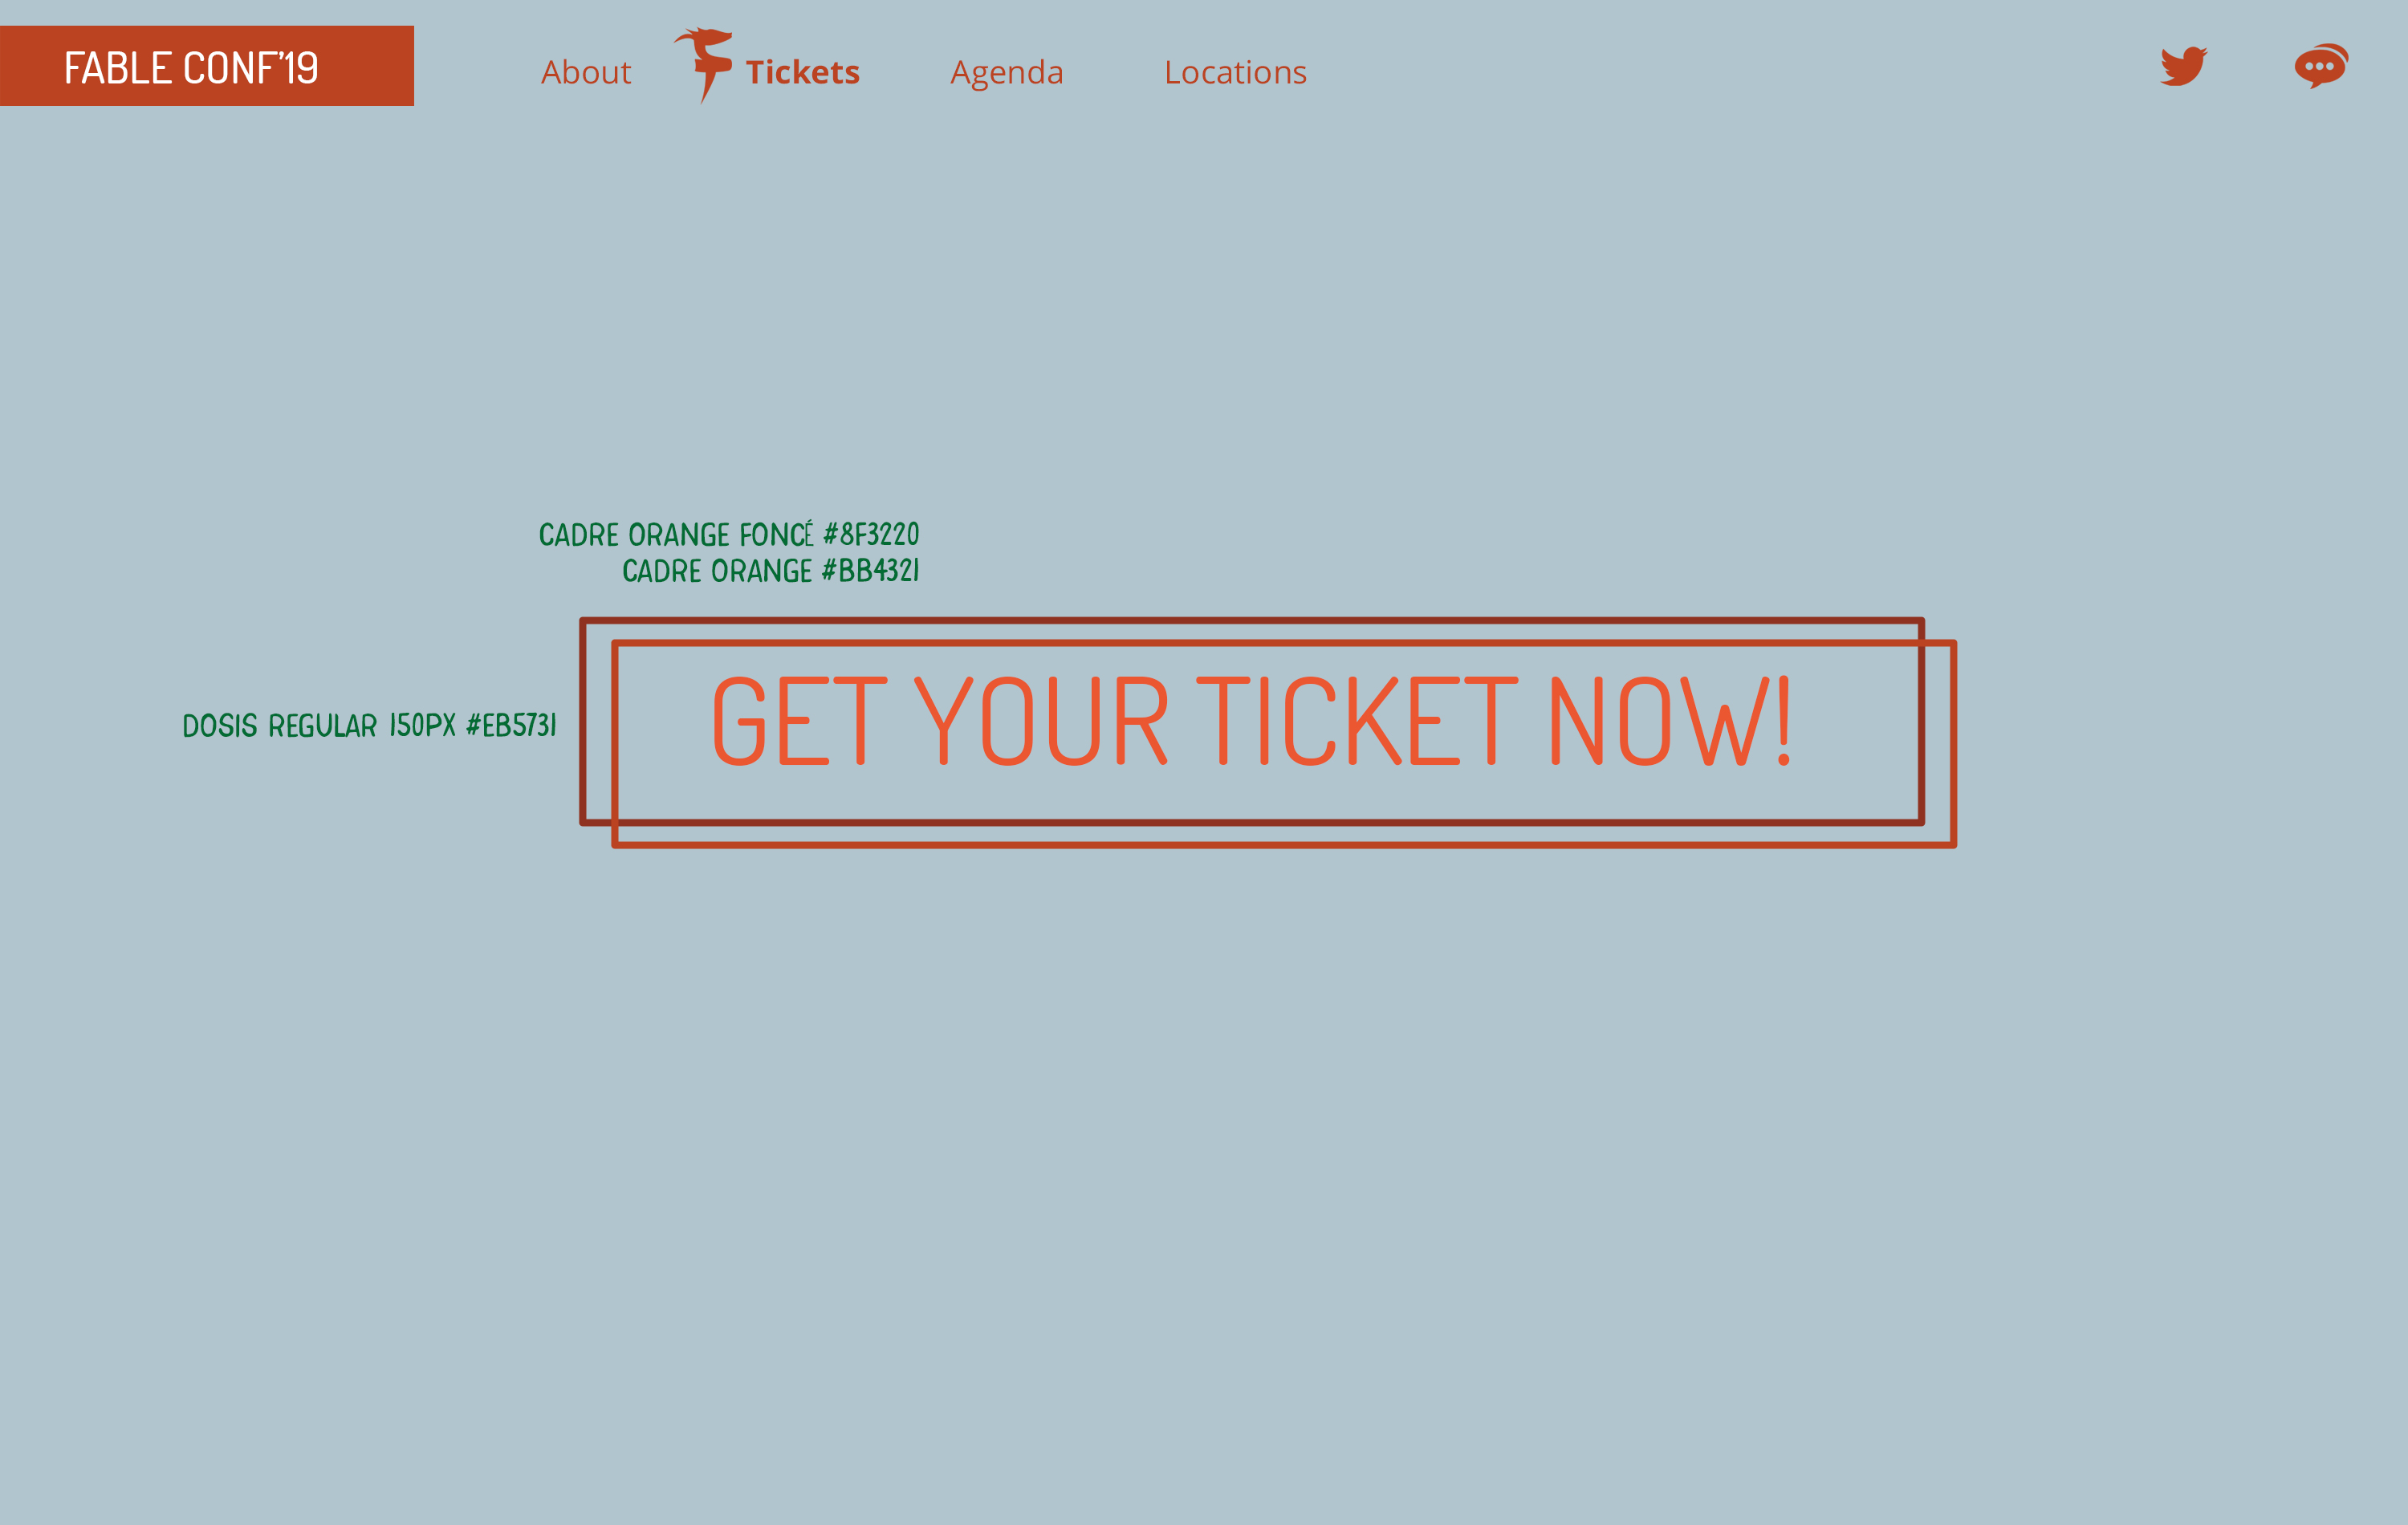 FABLE CONF'19
About Tickets Agenda Locations
CADRE ORANGE FONCÉ #8F3220
CADRE ORANGE #BB4321
DOSIS REGULAR 150PX #EB5731
GET YOUR TICKET NOW!